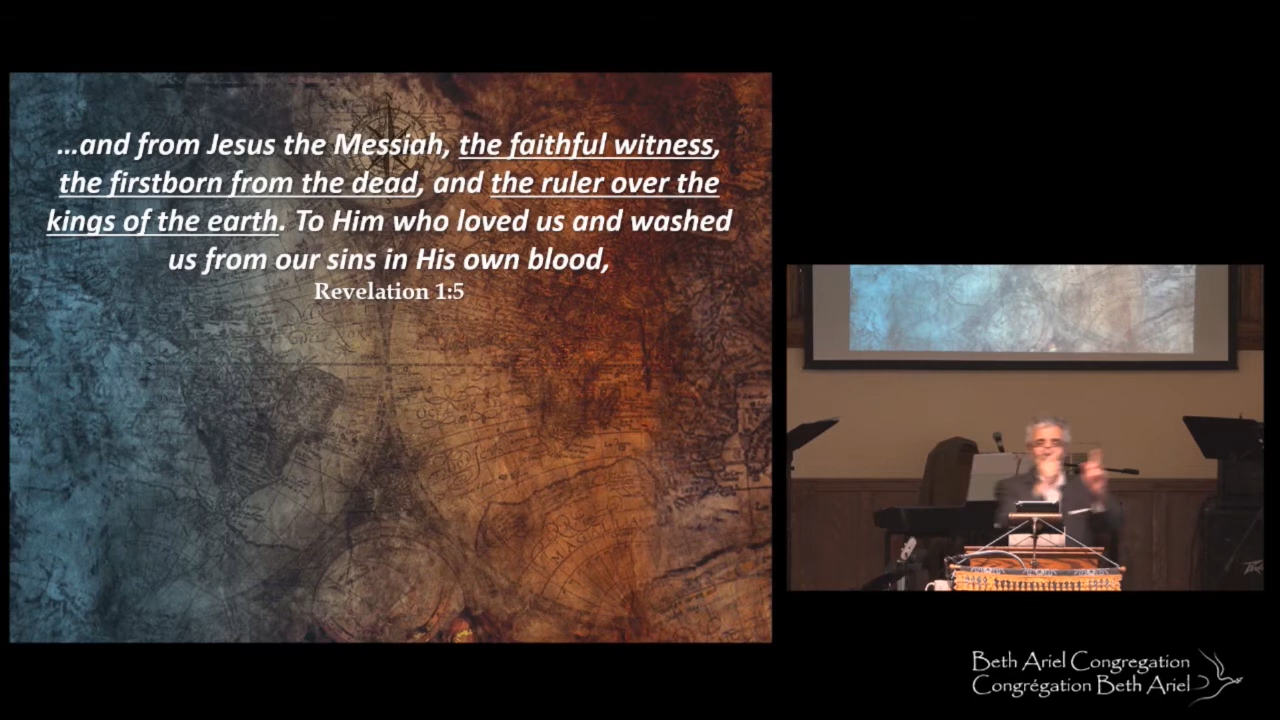 ...and from Jesus the Messiah, the faithful witness,
the firstborn from the dead, and the ruler over the
kings of the earth. To Him who loved us and washed
us from our sins in His own blood,
Revelation 1:5
Beth Ariel Congregation
Congrégation Beth Ariel